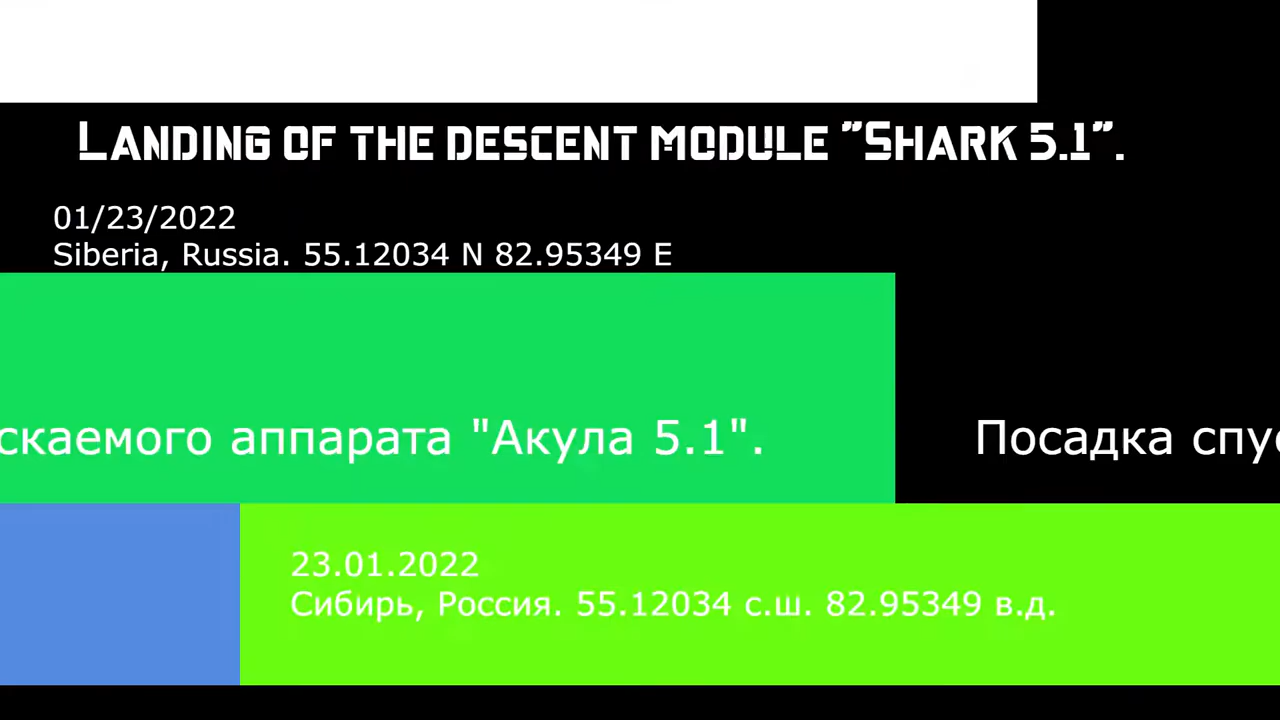 Landing of the descent module "Shark 5.1".
01/23/2022
Siberia, Russia. 55.12034 N 82.95349 E
скаемого аппарата "Акула 5.1". Посадка спус
23.01.2022
Сибирь, Россия. 55.12034 с.ш. 82.95349 в.д.